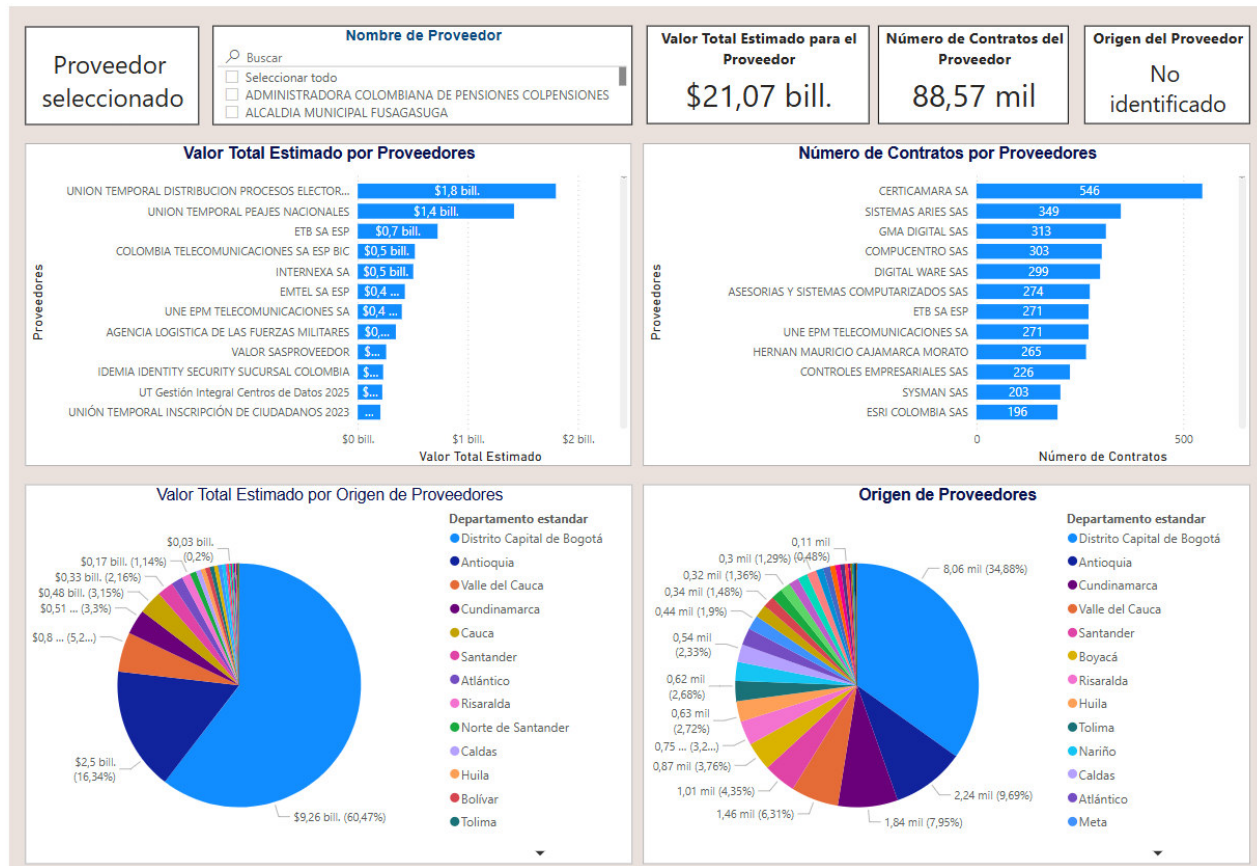 Proveedor
seleccionado
Nombre de Proveedor
Buscar
Seleccionar todo
ADMINISTRADORA COLOMBIANA DE PENSIONES COLPENSIONES
ALCALDIA MUNICIPAL FUSAGASUGA
Valor Total Estimado para el
Proveedor
$21,07 bill.
Número de Contratos del
Proveedor
88,57 mil
Origen del Proveedor
No
identificado
Valor Total Estimado por Proveedores
Proveedores
UNION TEMPORAL DISTRIBUCION PROCESOS ELECTOR... $1,8 bill.
UNION TEMPORAL PEAJES NACIONALES $1,4 bill.
ETB SA ESP $0,7 bill.
COLOMBIA TELECOMUNICACIONES SA ESP BIC $0,5 bill.
INTERNEXA SA $0,5 bill.
EMTEL SA ESP $0,4 ...
UNE EPM TELECOMUNICACIONES SA $0,4 ...
AGENCIA LOGISTICA DE LAS FUERZAS MILITARES $0,...
VALOR SASPROVEEDOR $...
IDEMIA IDENTITY SECURITY SUCURSAL COLOMBIA $...
UT Gestión Integral Centros de Datos 2025 $...
UNIÓN TEMPORAL INSCRIPCIÓN DE CIUDADANOS 2023 ...
$0 bill. $1 bill. $2 bill.
Valor Total Estimado
Número de Contratos por Proveedores
Proveedores
CERTICAMARA SA 546
SISTEMAS ARIES SAS 349
GMA DIGITAL SAS 313
COMPUCENTRO SAS 303
DIGITAL WARE SAS 299
ASESORIAS Y SISTEMAS COMPUTARIZADOS SAS 274
ETB SA ESP 271
UNE EPM TELECOMUNICACIONES SA 271
HERNAN MAURICIO CAJAMARCA MORATO 265
CONTROLES EMPRESARIALES SAS 226
SYSMAN SAS 203
ESRI COLOMBIA SAS 196
0 500
Número de Contratos
Valor Total Estimado por Origen de Proveedores
$0,03 bill.
(0,2%)
$0,17 bill. (1,14%)
$0,33 bill. (2,16%)
$0,48 bill. (3,15%)
$0,51 ... (3,3%)
$0,8 ... (5,2...)
$2,5 bill.
(16,34%)
$9,26 bill. (60,47%)
Departamento estandar
Distrito Capital de Bogotá
Antioquia
Valle del Cauca
Cundinamarca
Cauca
Santander
Atlántico
Risaralda
Norte de Santander
Caldas
Huila
Bolívar
Tolima
Origen de Proveedores
0,11 mil
(0,48%)
0,3 mil (1,29%)
0,32 mil
(1,36%)
0,34 mil
(1,48%)
0,44 mil
(1,9%)
0,54 mil
(2,33%)
0,62 mil
(2,68%)
0,63 mil
(2,72%)
0,75 ... (3,2...)
0,87 mil (3,76%)
1,01 mil (4,35%)
1,46 mil (6,31%)
1,84 mil (7,95%)
2,24 mil (9,69%)
8,06 mil (34,88%)
Departamento estandar
Distrito Capital de Bogotá
Antioquia
Cundinamarca
Valle del Cauca
Santander
Boyacá
Risaralda
Huila
Tolima
Nariño
Caldas
Atlántico
Meta